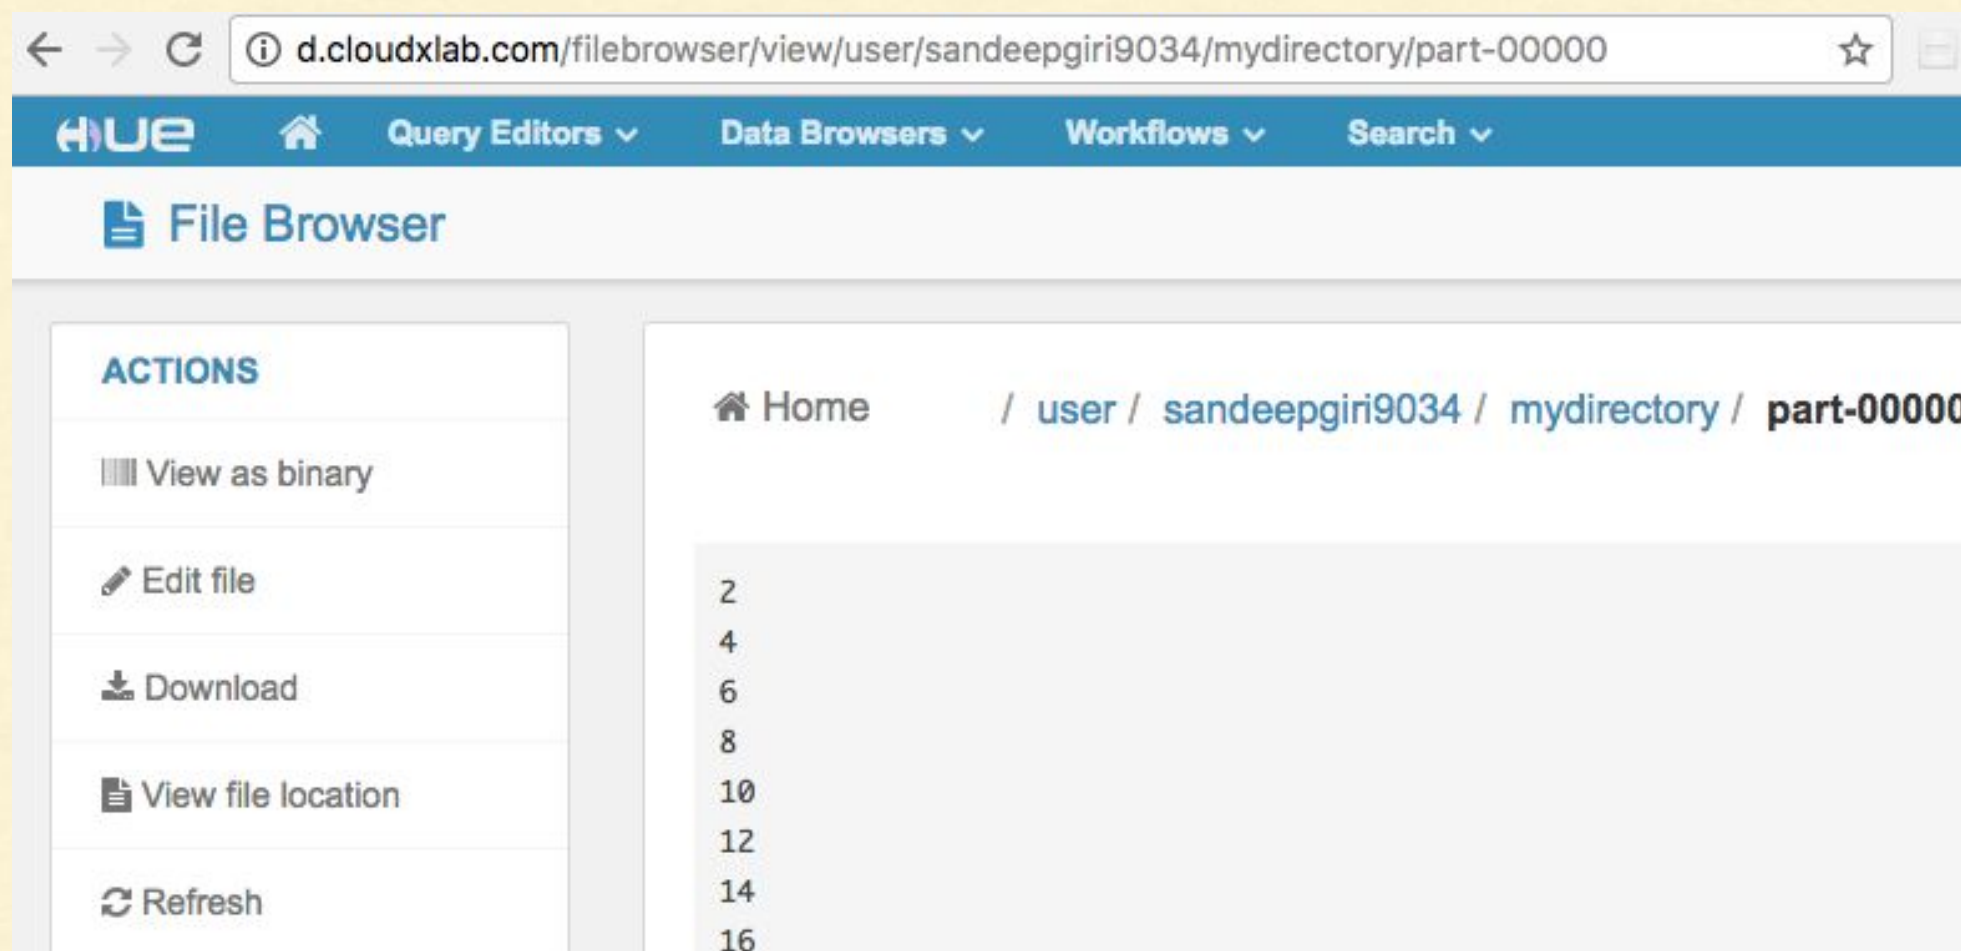 d.cloudxlab.com/filebrowser/view/user/sandeepgiri9034/mydirectory/part-00000
HUE Query Editors Data Browsers Workflows Search
File Browser
ACTIONS
View as binary
Edit file
Download
View file location
Refresh
Home / user / sandeepgiri9034 / mydirectory / part-00000
2
4
6
8
10
12
14
16